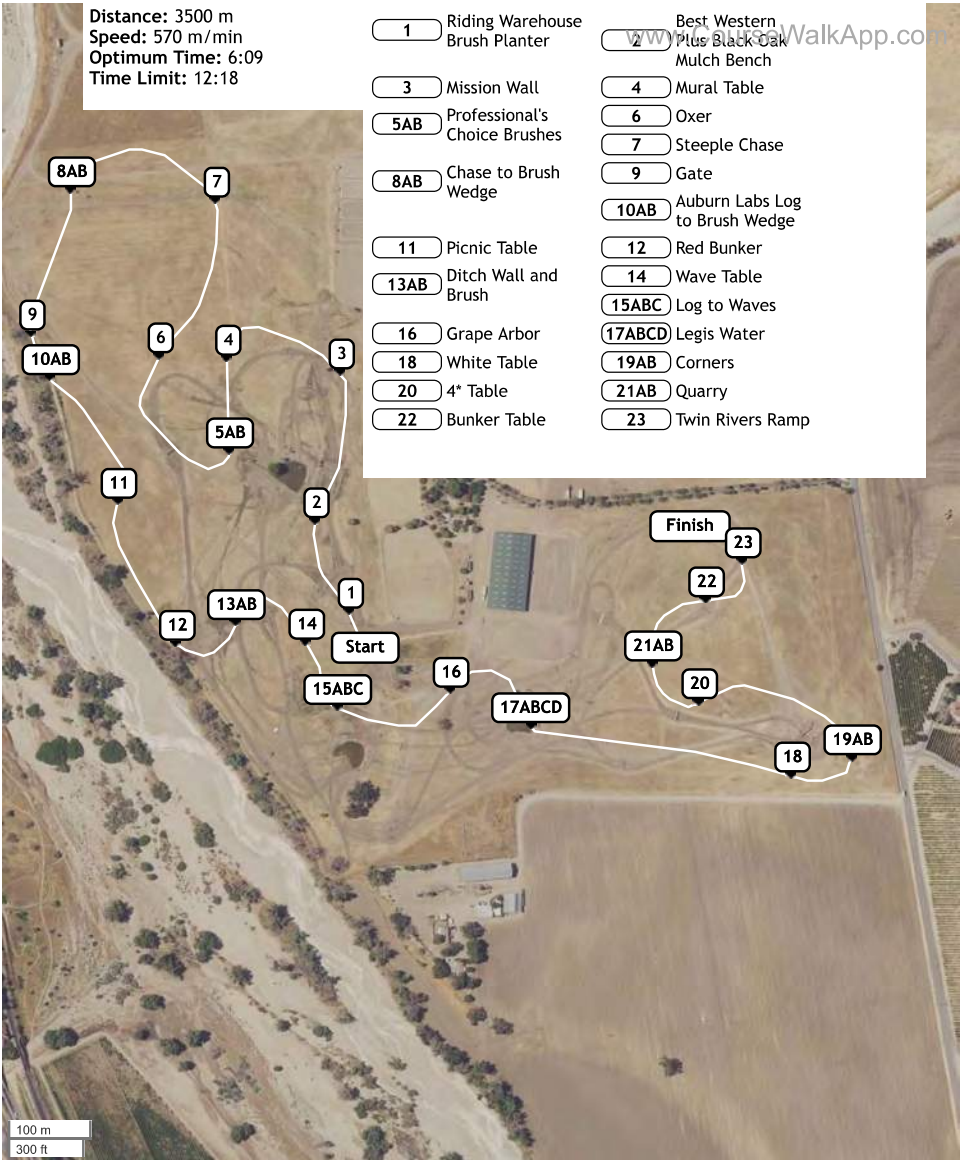 Distance: 3500 m
Speed: 570 m/min
Optimum Time: 6:09
Time Limit: 12:18
www.CourseWalkApp.com
1 Riding Warehouse
Brush Planter
2 Best Western
Plus Black Oak
Mulch Bench
3 Mission Wall
4 Mural Table
5AB Professional's
Choice Brushes
6 Oxer
7 Steeple Chase
8AB Chase to Brush
Wedge
9 Gate
10AB Auburn Labs Log
to Brush Wedge
11 Picnic Table
12 Red Bunker
13AB Ditch Wall and
Brush
14 Wave Table
15ABC Log to Waves
16 Grape Arbor
17ABCD Legis Water
18 White Table
19AB Corners
20 4* Table
21AB Quarry
22 Bunker Table
23 Twin Rivers Ramp
8AB
7
9
6
4
3
10AB
5AB
11
2
Finish
23
22
1
13AB
12
14
Start
21AB
16
20
15ABC
17ABCD
19AB
18
100 m
300 ft